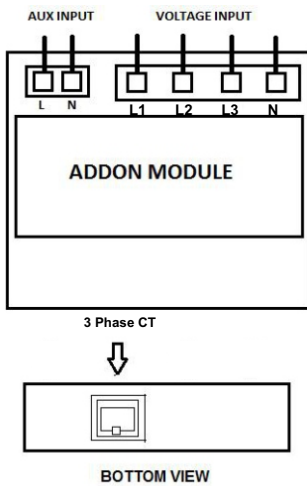 AUX INPUT VOLTAGE INPUT
L N L1 L2 L3 N
ADDON MODULE
3 Phase CT
BOTTOM VIEW